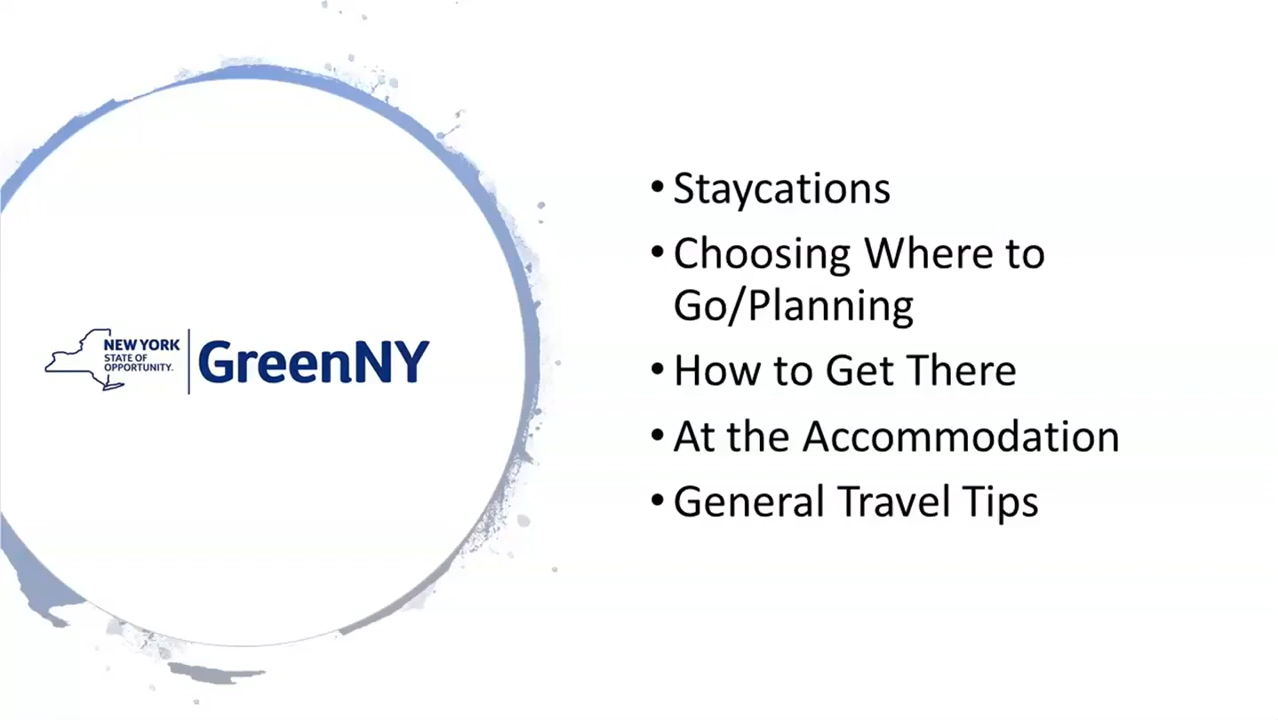 NEW YORK
STATE OF
OPPORTUNITY.
GreenNY
• Staycations
• Choosing Where to
Go/Planning
• How to Get There
• At the Accommodation
• General Travel Tips